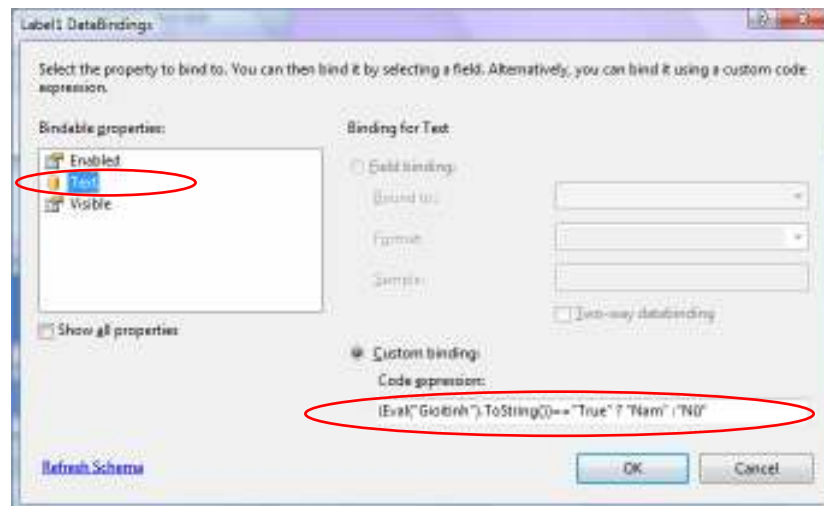 Label1 DataBindings
Select the property to bind to. You can then bind it by selecting a field. Alternatively, you can bind it using a custom code
expression.
Bindable properties:
Enabled
Text
Visible
Show all properties
Binding for Text
Field binding:
Bound to:
Format:
Sample:
Two-way databinding
Custom binding:
Code expression:
(Eval("Gioitinh").ToString())=="True" ? "Nam" :"Nữ"
Refresh Schema
OK
Cancel